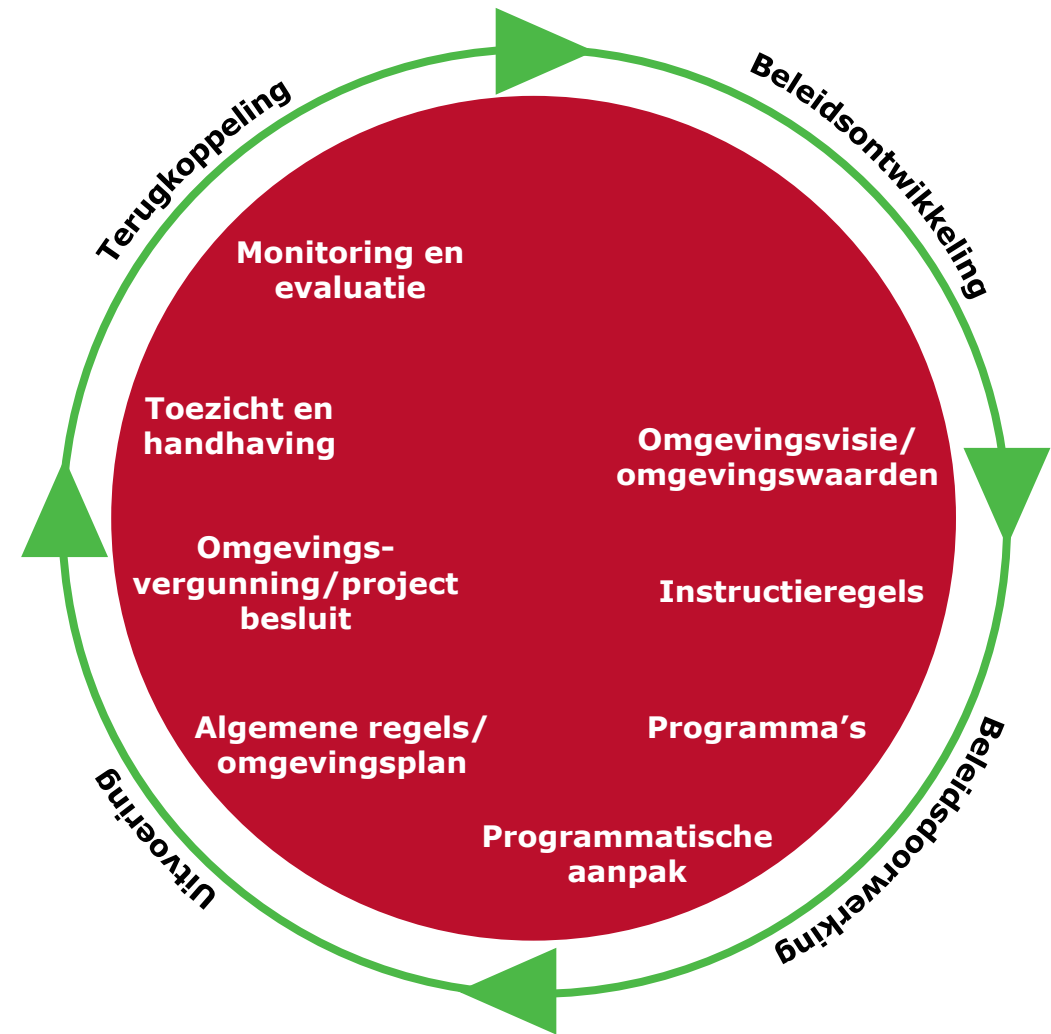 Beleidsontwikkeling
Terugkoppeling
Monitoring en
evaluatie
Toezicht en
handhaving
Omgevingsvisie/
omgevingswaarden
Omgevings-
vergunning/project
besluit
Instructieregels
Algemene regels/
omgevingsplan
Programma’s
Programmatische
aanpak
Beleidsdoorwerking
Uitvoering